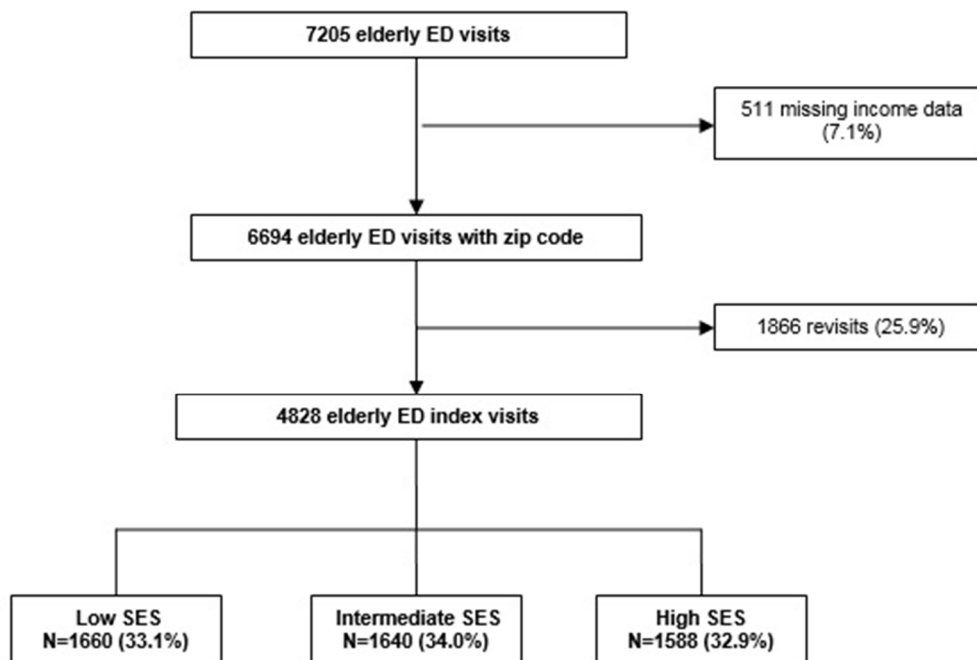 7205 elderly ED visits
511 missing income data
(7.1%)
6694 elderly ED visits with zip code
1866 revisits (25.9%)
4828 elderly ED index visits
Low SES
N=1660 (33.1%)
Intermediate SES
N=1640 (34.0%)
High SES
N=1588 (32.9%)